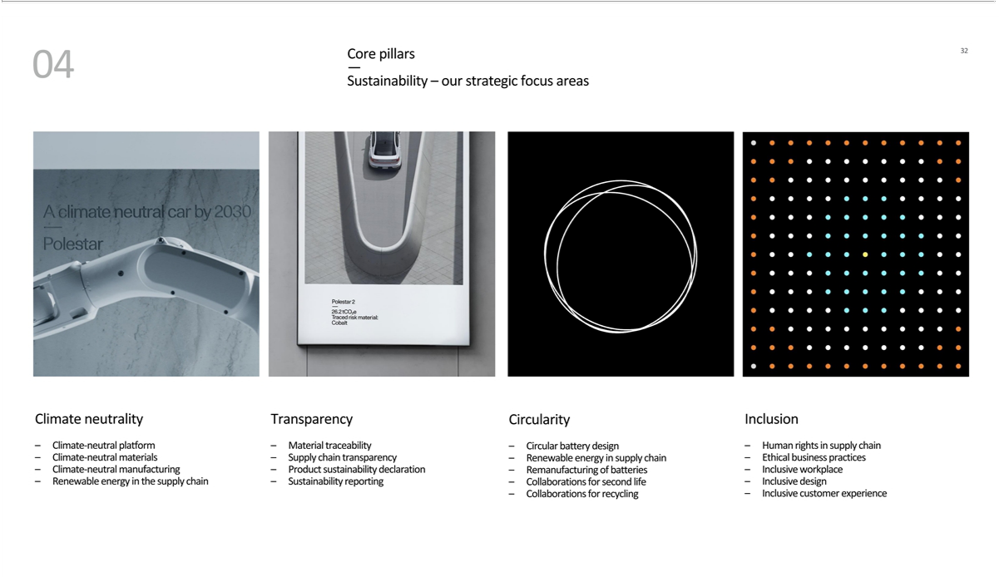 04
Core pillars
—
Sustainability – our strategic focus areas
32
A climate neutral car by 2030
—
Polestar
Polestar 2
—
26.2 tCO₂e
Traced risk material:
Cobalt
Climate neutrality
– Climate-neutral platform
– Climate-neutral materials
– Climate-neutral manufacturing
– Renewable energy in the supply chain
Transparency
– Material traceability
– Supply chain transparency
– Product sustainability declaration
– Sustainability reporting
Circularity
– Circular battery design
– Renewable energy in supply chain
– Remanufacturing of batteries
– Collaborations for second life
– Collaborations for recycling
Inclusion
– Human rights in supply chain
– Ethical business practices
– Inclusive workplace
– Inclusive design
– Inclusive customer experience